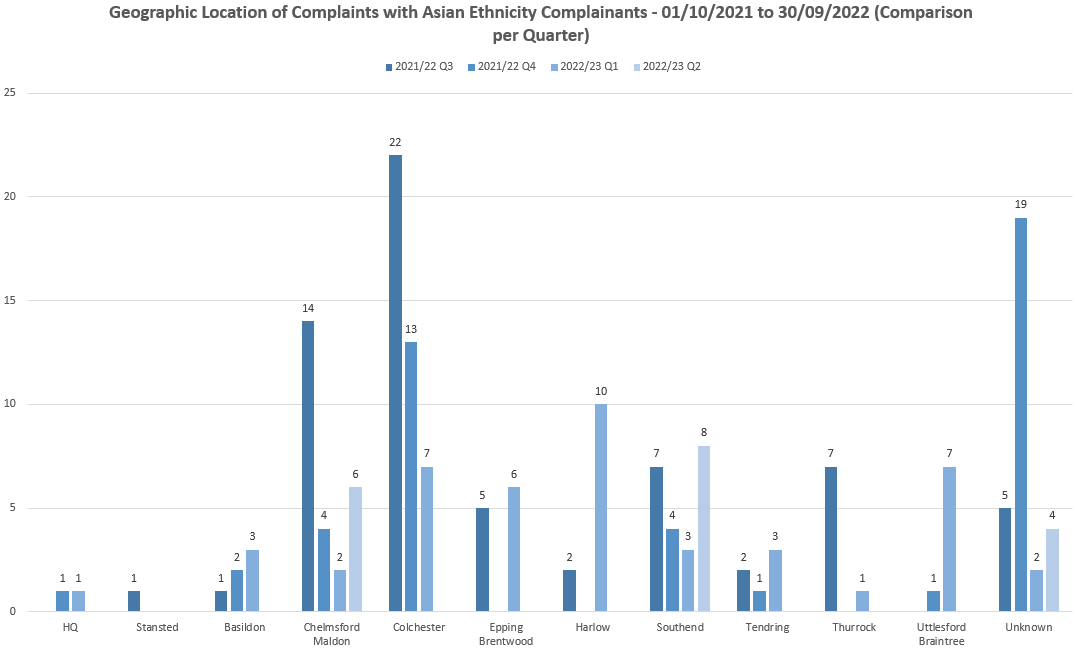 Geographic Location of Complaints with Asian Ethnicity Complainants - 01/10/2021 to 30/09/2022 (Comparison
per Quarter)
2021/22 Q3 2021/22 Q4 2022/23 Q1 2022/23 Q2
25
20
15
10
5
0
1 1
1
1 2 3
14 4 2 6
22 13 7
5 6
2 10
7 4 3 8
2 1 3
7 1
1 7
5 19 2 4
HQ Stansted Basildon Chelmsford Colchester Epping Harlow Southend Tendring Thurrock Uttlesford Unknown
Maldon Brentwood Braintree